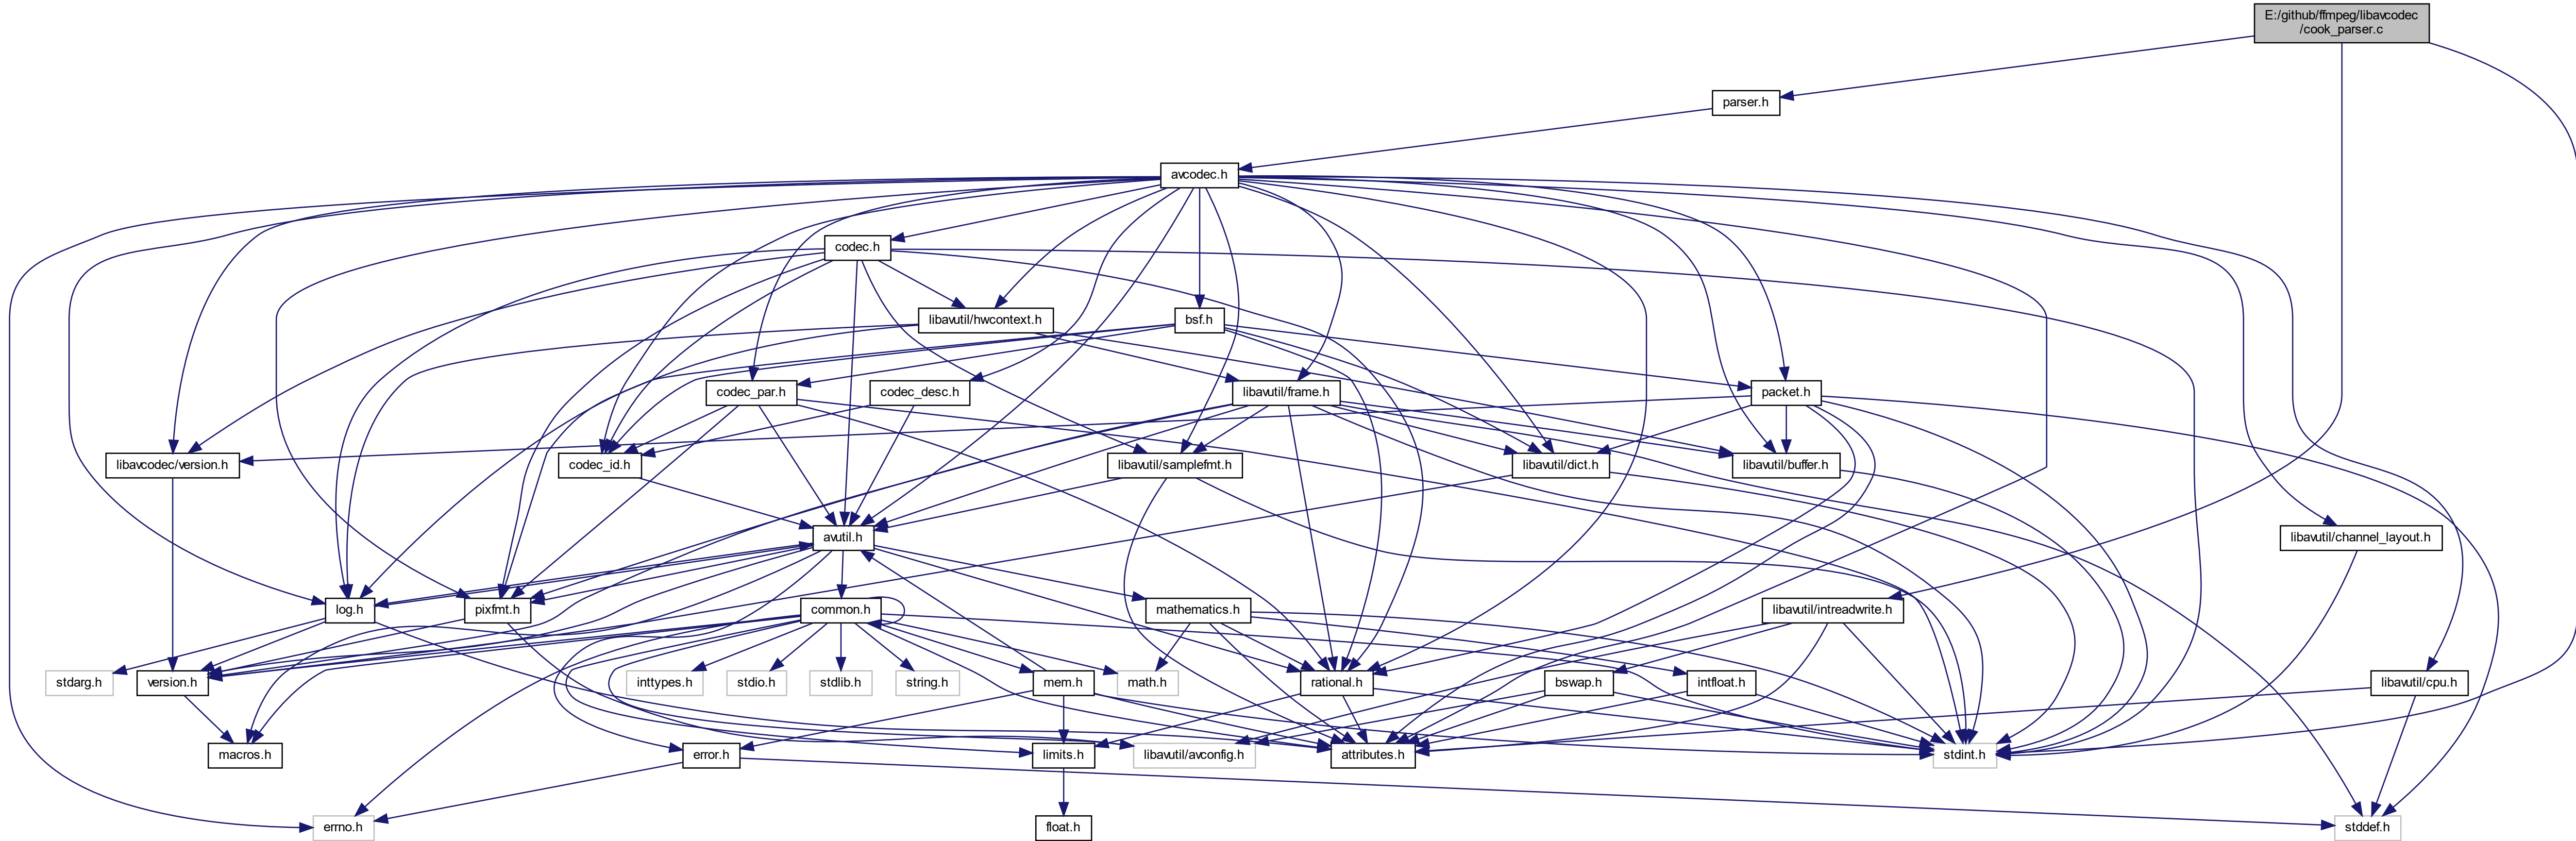 E:/github/ffmpeg/libavcodec
/cook_parser.c
parser.h
avcodec.h
codec.h
libavutil/hwcontext.h
bsf.h
codec_par.h
codec_desc.h
libavutil/frame.h
packet.h
libavcodec/version.h
codec_id.h
libavutil/samplefmt.h
libavutil/dict.h
libavutil/buffer.h
avutil.h
libavutil/channel_layout.h
log.h
pixfmt.h
common.h
mathematics.h
libavutil/intreadwrite.h
stdarg.h
version.h
inttypes.h
stdio.h
stdlib.h
string.h
mem.h
math.h
rational.h
bswap.h
intfloat.h
libavutil/cpu.h
macros.h
error.h
limits.h
libavutil/avconfig.h
attributes.h
stdint.h
errno.h
float.h
stddef.h